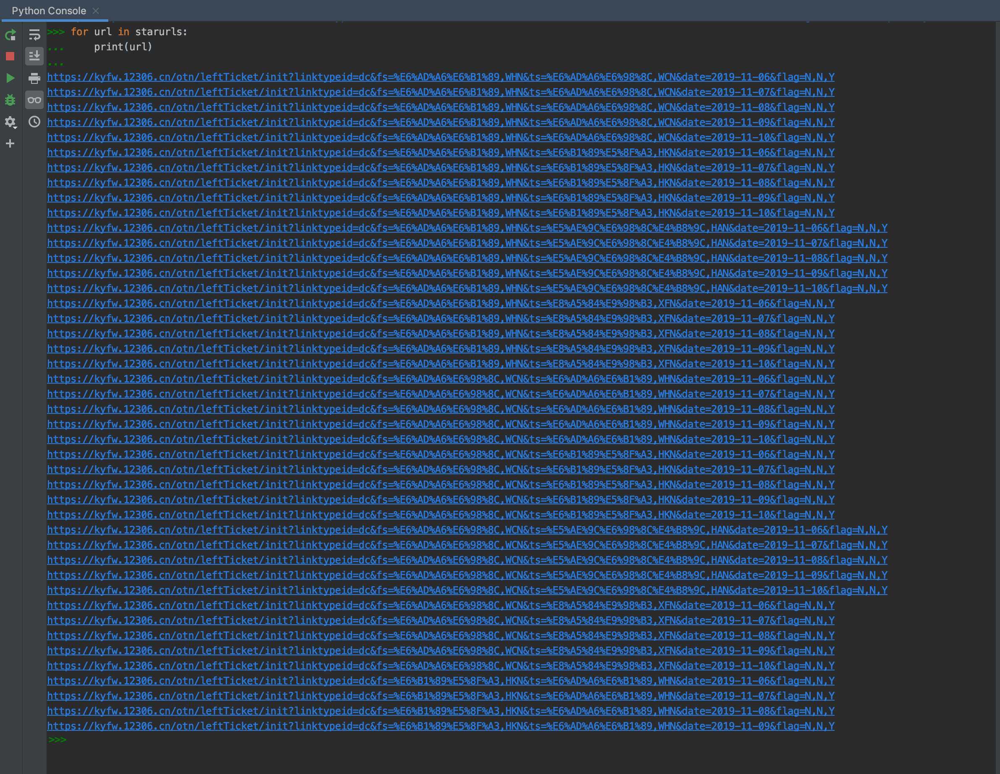 Python Console
>>> for url in starurls:
...     print(url)
...
https://kyfw.12306.cn/otn/leftTicket/init?linktypeid=dc&fs=%E6%AD%A6%E6%B1%89,WHN&ts=%E6%AD%A6%E6%98%8C,WCN&date=2019-11-06&flag=N,N,Y
https://kyfw.12306.cn/otn/leftTicket/init?linktypeid=dc&fs=%E6%AD%A6%E6%B1%89,WHN&ts=%E6%AD%A6%E6%98%8C,WCN&date=2019-11-07&flag=N,N,Y
https://kyfw.12306.cn/otn/leftTicket/init?linktypeid=dc&fs=%E6%AD%A6%E6%B1%89,WHN&ts=%E6%AD%A6%E6%98%8C,WCN&date=2019-11-08&flag=N,N,Y
https://kyfw.12306.cn/otn/leftTicket/init?linktypeid=dc&fs=%E6%AD%A6%E6%B1%89,WHN&ts=%E6%AD%A6%E6%98%8C,WCN&date=2019-11-09&flag=N,N,Y
https://kyfw.12306.cn/otn/leftTicket/init?linktypeid=dc&fs=%E6%AD%A6%E6%B1%89,WHN&ts=%E6%AD%A6%E6%98%8C,WCN&date=2019-11-10&flag=N,N,Y
https://kyfw.12306.cn/otn/leftTicket/init?linktypeid=dc&fs=%E6%AD%A6%E6%B1%89,WHN&ts=%E6%B1%89%E5%8F%A3,HKN&date=2019-11-06&flag=N,N,Y
https://kyfw.12306.cn/otn/leftTicket/init?linktypeid=dc&fs=%E6%AD%A6%E6%B1%89,WHN&ts=%E6%B1%89%E5%8F%A3,HKN&date=2019-11-07&flag=N,N,Y
https://kyfw.12306.cn/otn/leftTicket/init?linktypeid=dc&fs=%E6%AD%A6%E6%B1%89,WHN&ts=%E6%B1%89%E5%8F%A3,HKN&date=2019-11-08&flag=N,N,Y
https://kyfw.12306.cn/otn/leftTicket/init?linktypeid=dc&fs=%E6%AD%A6%E6%B1%89,WHN&ts=%E6%B1%89%E5%8F%A3,HKN&date=2019-11-09&flag=N,N,Y
https://kyfw.12306.cn/otn/leftTicket/init?linktypeid=dc&fs=%E6%AD%A6%E6%B1%89,WHN&ts=%E6%B1%89%E5%8F%A3,HKN&date=2019-11-10&flag=N,N,Y
https://kyfw.12306.cn/otn/leftTicket/init?linktypeid=dc&fs=%E6%AD%A6%E6%B1%89,WHN&ts=%E5%AE%9C%E6%98%8C%E4%B8%9C,HAN&date=2019-11-06&flag=N,N,Y
https://kyfw.12306.cn/otn/leftTicket/init?linktypeid=dc&fs=%E6%AD%A6%E6%B1%89,WHN&ts=%E5%AE%9C%E6%98%8C%E4%B8%9C,HAN&date=2019-11-07&flag=N,N,Y
https://kyfw.12306.cn/otn/leftTicket/init?linktypeid=dc&fs=%E6%AD%A6%E6%B1%89,WHN&ts=%E5%AE%9C%E6%98%8C%E4%B8%9C,HAN&date=2019-11-08&flag=N,N,Y
https://kyfw.12306.cn/otn/leftTicket/init?linktypeid=dc&fs=%E6%AD%A6%E6%B1%89,WHN&ts=%E5%AE%9C%E6%98%8C%E4%B8%9C,HAN&date=2019-11-09&flag=N,N,Y
https://kyfw.12306.cn/otn/leftTicket/init?linktypeid=dc&fs=%E6%AD%A6%E6%B1%89,WHN&ts=%E5%AE%9C%E6%98%8C%E4%B8%9C,HAN&date=2019-11-10&flag=N,N,Y
https://kyfw.12306.cn/otn/leftTicket/init?linktypeid=dc&fs=%E6%AD%A6%E6%B1%89,WHN&ts=%E8%A5%84%E9%98%B3,XFN&date=2019-11-06&flag=N,N,Y
https://kyfw.12306.cn/otn/leftTicket/init?linktypeid=dc&fs=%E6%AD%A6%E6%B1%89,WHN&ts=%E8%A5%84%E9%98%B3,XFN&date=2019-11-07&flag=N,N,Y
https://kyfw.12306.cn/otn/leftTicket/init?linktypeid=dc&fs=%E6%AD%A6%E6%B1%89,WHN&ts=%E8%A5%84%E9%98%B3,XFN&date=2019-11-08&flag=N,N,Y
https://kyfw.12306.cn/otn/leftTicket/init?linktypeid=dc&fs=%E6%AD%A6%E6%B1%89,WHN&ts=%E8%A5%84%E9%98%B3,XFN&date=2019-11-09&flag=N,N,Y
https://kyfw.12306.cn/otn/leftTicket/init?linktypeid=dc&fs=%E6%AD%A6%E6%B1%89,WHN&ts=%E8%A5%84%E9%98%B3,XFN&date=2019-11-10&flag=N,N,Y
https://kyfw.12306.cn/otn/leftTicket/init?linktypeid=dc&fs=%E6%AD%A6%E6%98%8C,WCN&ts=%E6%AD%A6%E6%B1%89,WHN&date=2019-11-06&flag=N,N,Y
https://kyfw.12306.cn/otn/leftTicket/init?linktypeid=dc&fs=%E6%AD%A6%E6%98%8C,WCN&ts=%E6%AD%A6%E6%B1%89,WHN&date=2019-11-07&flag=N,N,Y
https://kyfw.12306.cn/otn/leftTicket/init?linktypeid=dc&fs=%E6%AD%A6%E6%98%8C,WCN&ts=%E6%AD%A6%E6%B1%89,WHN&date=2019-11-08&flag=N,N,Y
https://kyfw.12306.cn/otn/leftTicket/init?linktypeid=dc&fs=%E6%AD%A6%E6%98%8C,WCN&ts=%E6%AD%A6%E6%B1%89,WHN&date=2019-11-09&flag=N,N,Y
https://kyfw.12306.cn/otn/leftTicket/init?linktypeid=dc&fs=%E6%AD%A6%E6%98%8C,WCN&ts=%E6%AD%A6%E6%B1%89,WHN&date=2019-11-10&flag=N,N,Y
https://kyfw.12306.cn/otn/leftTicket/init?linktypeid=dc&fs=%E6%AD%A6%E6%98%8C,WCN&ts=%E6%B1%89%E5%8F%A3,HKN&date=2019-11-06&flag=N,N,Y
https://kyfw.12306.cn/otn/leftTicket/init?linktypeid=dc&fs=%E6%AD%A6%E6%98%8C,WCN&ts=%E6%B1%89%E5%8F%A3,HKN&date=2019-11-07&flag=N,N,Y
https://kyfw.12306.cn/otn/leftTicket/init?linktypeid=dc&fs=%E6%AD%A6%E6%98%8C,WCN&ts=%E6%B1%89%E5%8F%A3,HKN&date=2019-11-08&flag=N,N,Y
https://kyfw.12306.cn/otn/leftTicket/init?linktypeid=dc&fs=%E6%AD%A6%E6%98%8C,WCN&ts=%E6%B1%89%E5%8F%A3,HKN&date=2019-11-09&flag=N,N,Y
https://kyfw.12306.cn/otn/leftTicket/init?linktypeid=dc&fs=%E6%AD%A6%E6%98%8C,WCN&ts=%E6%B1%89%E5%8F%A3,HKN&date=2019-11-10&flag=N,N,Y
https://kyfw.12306.cn/otn/leftTicket/init?linktypeid=dc&fs=%E6%AD%A6%E6%98%8C,WCN&ts=%E5%AE%9C%E6%98%8C%E4%B8%9C,HAN&date=2019-11-06&flag=N,N,Y
https://kyfw.12306.cn/otn/leftTicket/init?linktypeid=dc&fs=%E6%AD%A6%E6%98%8C,WCN&ts=%E5%AE%9C%E6%98%8C%E4%B8%9C,HAN&date=2019-11-07&flag=N,N,Y
https://kyfw.12306.cn/otn/leftTicket/init?linktypeid=dc&fs=%E6%AD%A6%E6%98%8C,WCN&ts=%E5%AE%9C%E6%98%8C%E4%B8%9C,HAN&date=2019-11-08&flag=N,N,Y
https://kyfw.12306.cn/otn/leftTicket/init?linktypeid=dc&fs=%E6%AD%A6%E6%98%8C,WCN&ts=%E5%AE%9C%E6%98%8C%E4%B8%9C,HAN&date=2019-11-09&flag=N,N,Y
https://kyfw.12306.cn/otn/leftTicket/init?linktypeid=dc&fs=%E6%AD%A6%E6%98%8C,WCN&ts=%E5%AE%9C%E6%98%8C%E4%B8%9C,HAN&date=2019-11-10&flag=N,N,Y
https://kyfw.12306.cn/otn/leftTicket/init?linktypeid=dc&fs=%E6%AD%A6%E6%98%8C,WCN&ts=%E8%A5%84%E9%98%B3,XFN&date=2019-11-06&flag=N,N,Y
https://kyfw.12306.cn/otn/leftTicket/init?linktypeid=dc&fs=%E6%AD%A6%E6%98%8C,WCN&ts=%E8%A5%84%E9%98%B3,XFN&date=2019-11-07&flag=N,N,Y
https://kyfw.12306.cn/otn/leftTicket/init?linktypeid=dc&fs=%E6%AD%A6%E6%98%8C,WCN&ts=%E8%A5%84%E9%98%B3,XFN&date=2019-11-08&flag=N,N,Y
https://kyfw.12306.cn/otn/leftTicket/init?linktypeid=dc&fs=%E6%AD%A6%E6%98%8C,WCN&ts=%E8%A5%84%E9%98%B3,XFN&date=2019-11-09&flag=N,N,Y
https://kyfw.12306.cn/otn/leftTicket/init?linktypeid=dc&fs=%E6%AD%A6%E6%98%8C,WCN&ts=%E8%A5%84%E9%98%B3,XFN&date=2019-11-10&flag=N,N,Y
https://kyfw.12306.cn/otn/leftTicket/init?linktypeid=dc&fs=%E6%B1%89%E5%8F%A3,HKN&ts=%E6%AD%A6%E6%B1%89,WHN&date=2019-11-06&flag=N,N,Y
https://kyfw.12306.cn/otn/leftTicket/init?linktypeid=dc&fs=%E6%B1%89%E5%8F%A3,HKN&ts=%E6%AD%A6%E6%B1%89,WHN&date=2019-11-07&flag=N,N,Y
https://kyfw.12306.cn/otn/leftTicket/init?linktypeid=dc&fs=%E6%B1%89%E5%8F%A3,HKN&ts=%E6%AD%A6%E6%B1%89,WHN&date=2019-11-08&flag=N,N,Y
https://kyfw.12306.cn/otn/leftTicket/init?linktypeid=dc&fs=%E6%B1%89%E5%8F%A3,HKN&ts=%E6%AD%A6%E6%B1%89,WHN&date=2019-11-09&flag=N,N,Y
>>>